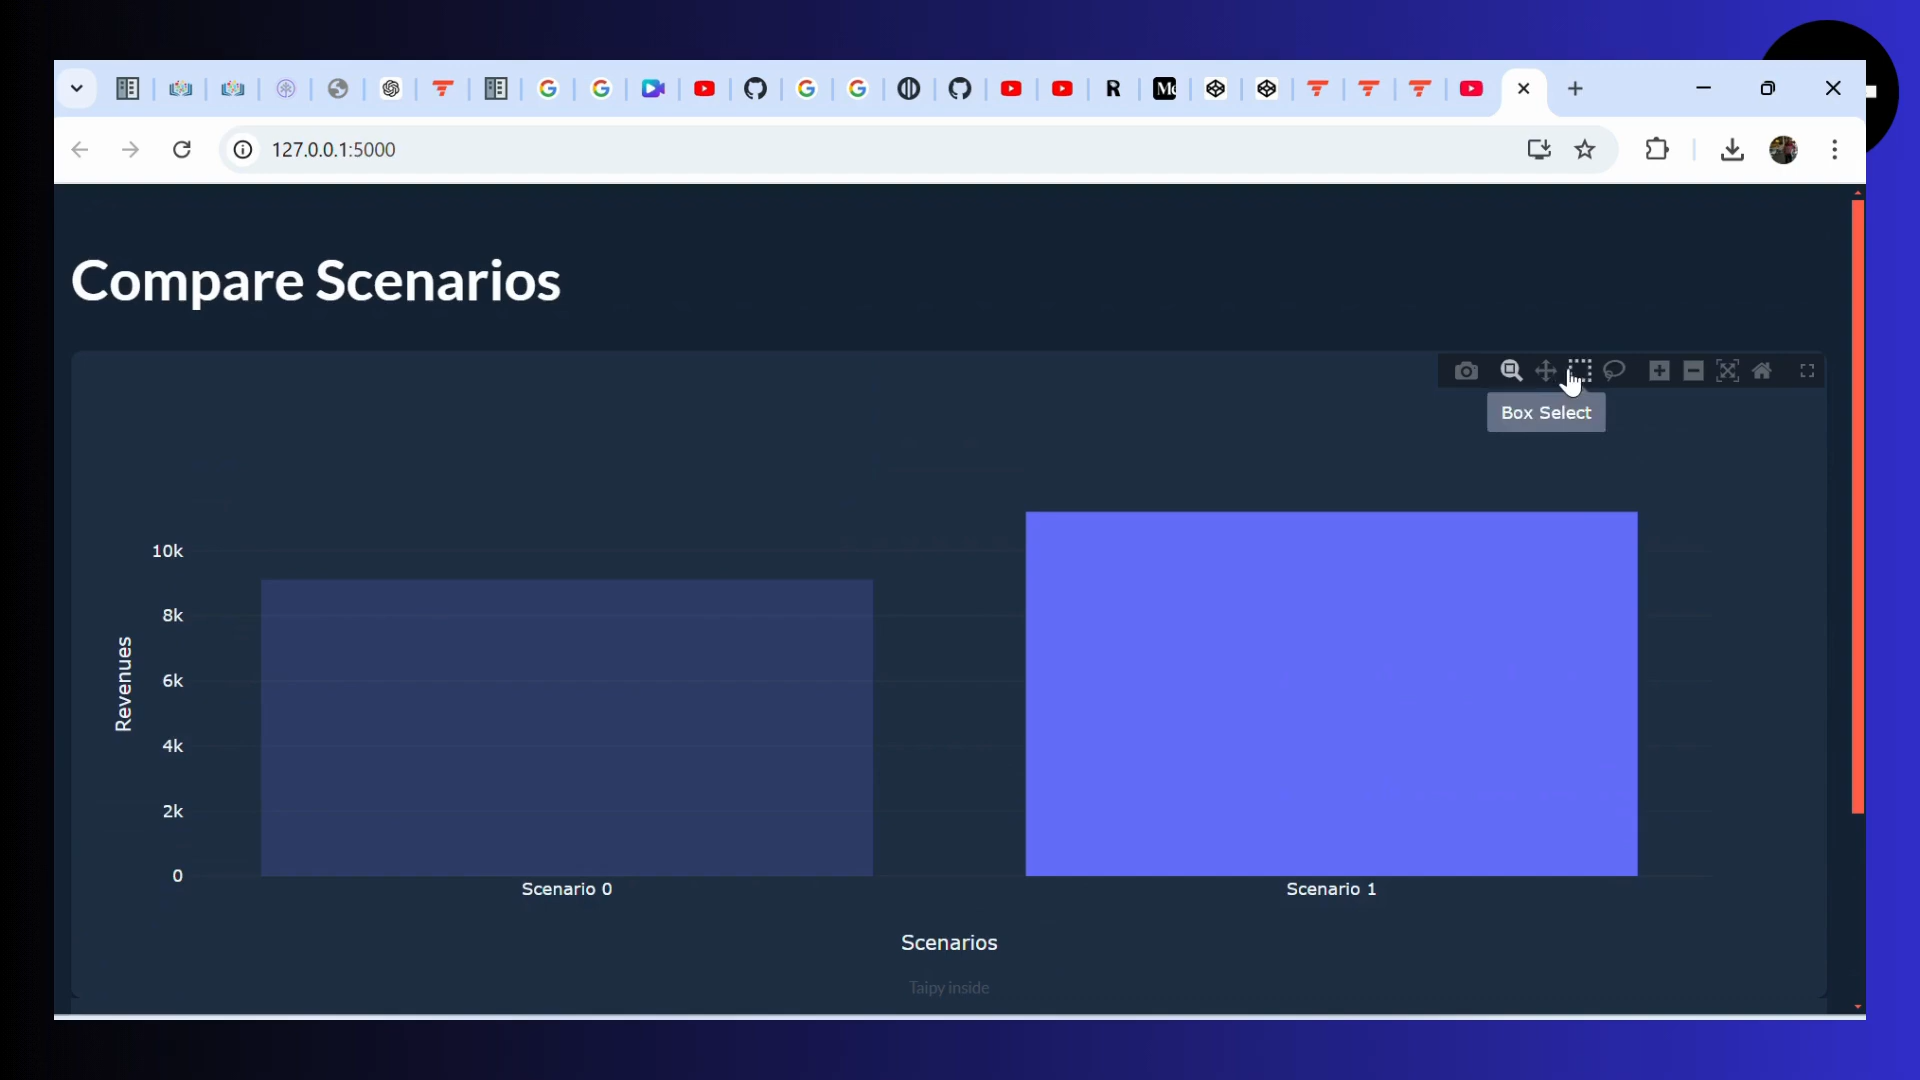 127.0.0.1:5000
Compare Scenarios
Box Select
10k
8k
6k
4k
2k
0
Revenues
Scenario 0
Scenario 1
Scenarios
Taipy inside